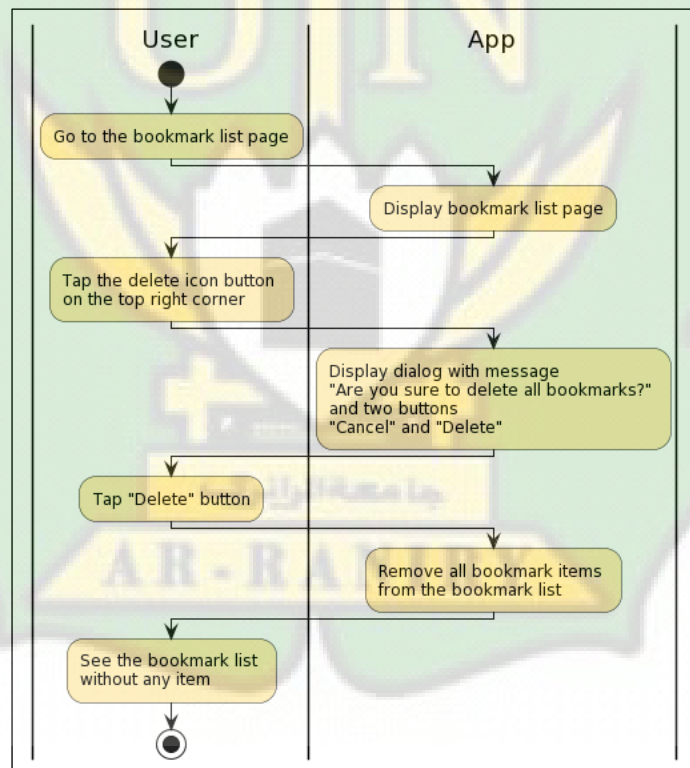 UIN
User
App
Go to the bookmark list page
Display bookmark list page
Tap the delete icon button
on the top right corner
Display dialog with message
"Are you sure to delete all bookmarks?"
and two buttons
"Cancel" and "Delete"
جامعة الرانري
Tap "Delete" button
AR-RANIRY
Remove all bookmark items
from the bookmark list
See the bookmark list
without any item